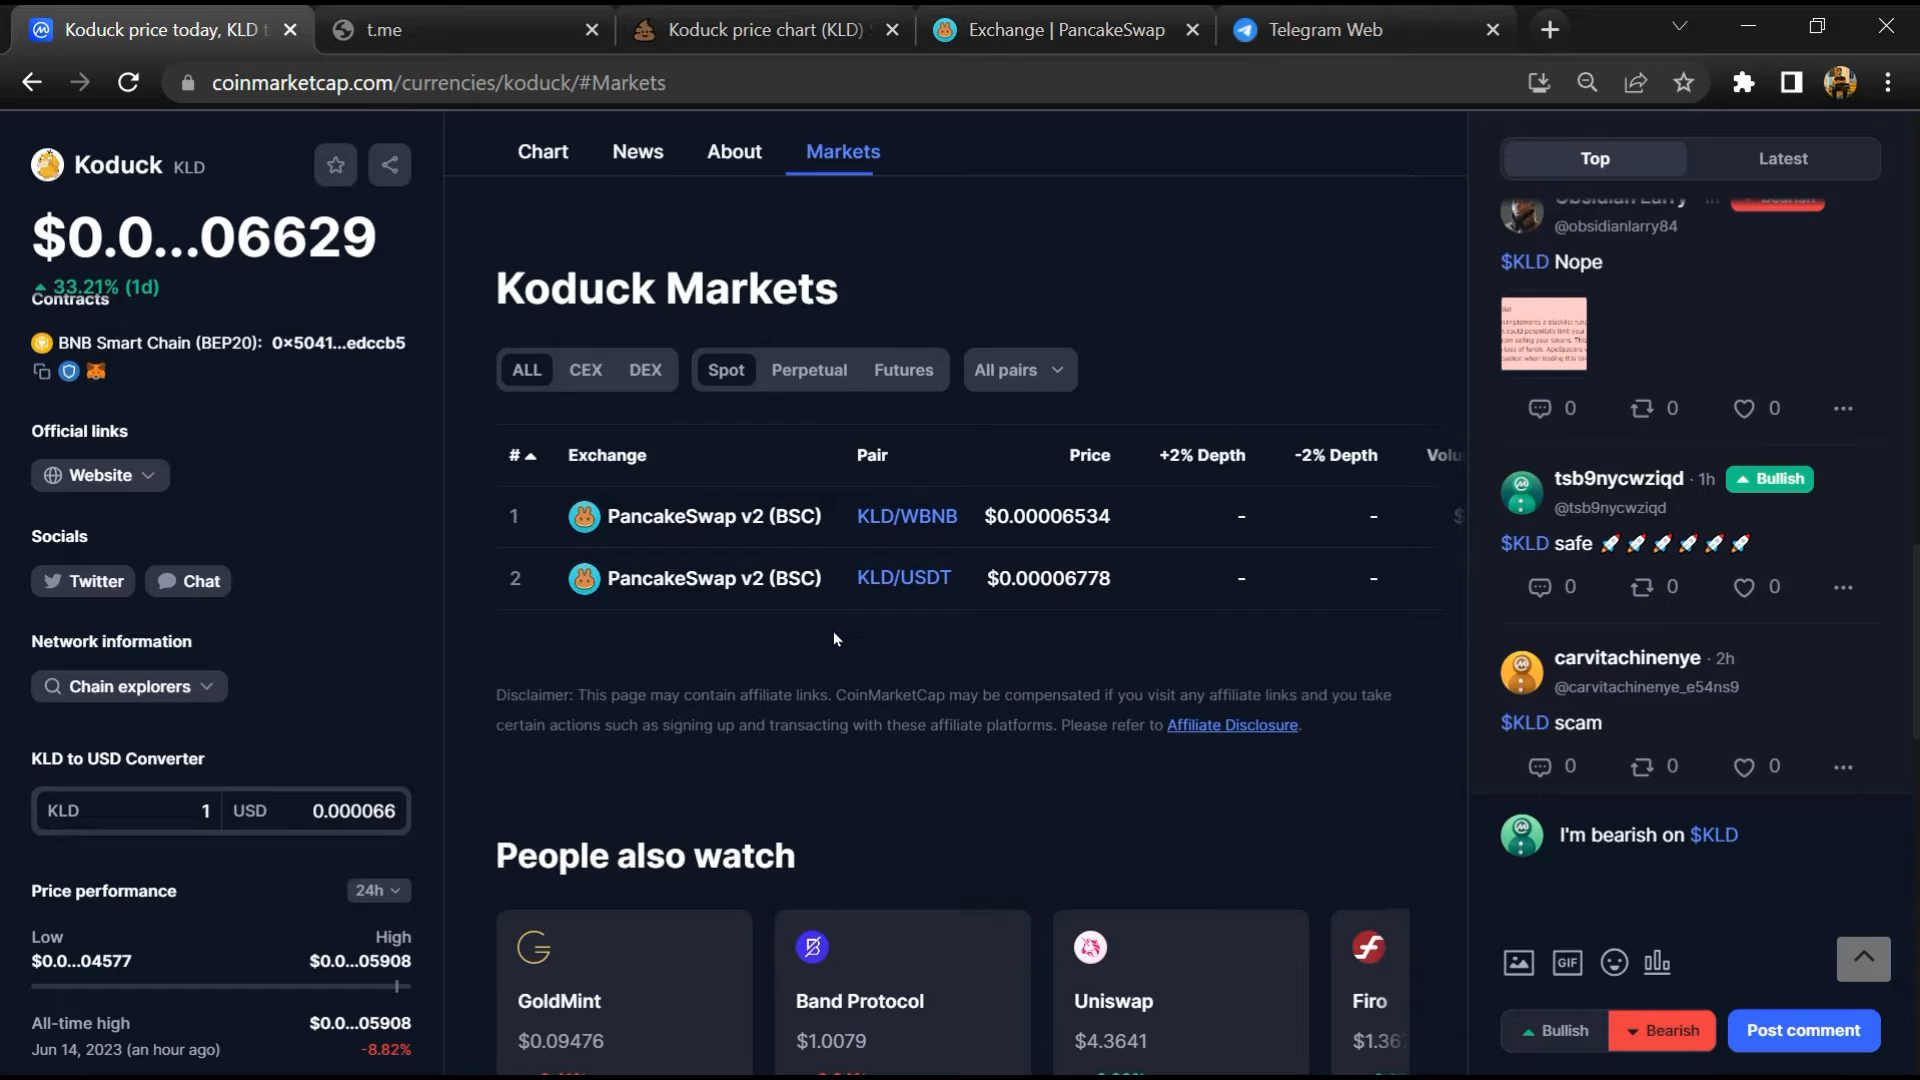 Koduck price today, KLD t
t.me
Koduck price chart (KLD)
Exchange | PancakeSwap
Telegram Web
coinmarketcap.com/currencies/koduck/#Markets
Koduck KLD
$0.0...06629
33.21% (1d)
Contracts
BNB Smart Chain (BEP20): 0x5041...edccb5
Official links
Website
Socials
Twitter
Chat
Network information
Chain explorers
KLD to USD Converter
KLD 1 USD 0.000066
Price performance 24h
Low High
$0.0...04577 $0.0...05908
All-time high $0.0...05908
Jun 14, 2023 (an hour ago) -8.82%
Chart News About Markets
Koduck Markets
ALL CEX DEX Spot Perpetual Futures All pairs
# Exchange Pair Price +2% Depth -2% Depth Volu
1 PancakeSwap v2 (BSC) KLD/WBNB $0.00006534 - - $
2 PancakeSwap v2 (BSC) KLD/USDT $0.00006778 - -
Disclaimer: This page may contain affiliate links. CoinMarketCap may be compensated if you visit any affiliate links and you take
certain actions such as signing up and transacting with these affiliate platforms. Please refer to Affiliate Disclosure.
People also watch
GoldMint
$0.09476
Band Protocol
$1.0079
Uniswap
$4.3641
Firo
$1.36
Top Latest
Obsidian Larry
@obsidianlarry84
$KLD Nope
0 0 0
tsb9nycwziqd · 1h Bullish
@tsb9nycwziqd
$KLD safe
0 0 0
carvitachinenye · 2h
@carvitachinenye_e54ns9
$KLD scam
0 0 0
I'm bearish on $KLD
GIF
Bullish Bearish Post comment